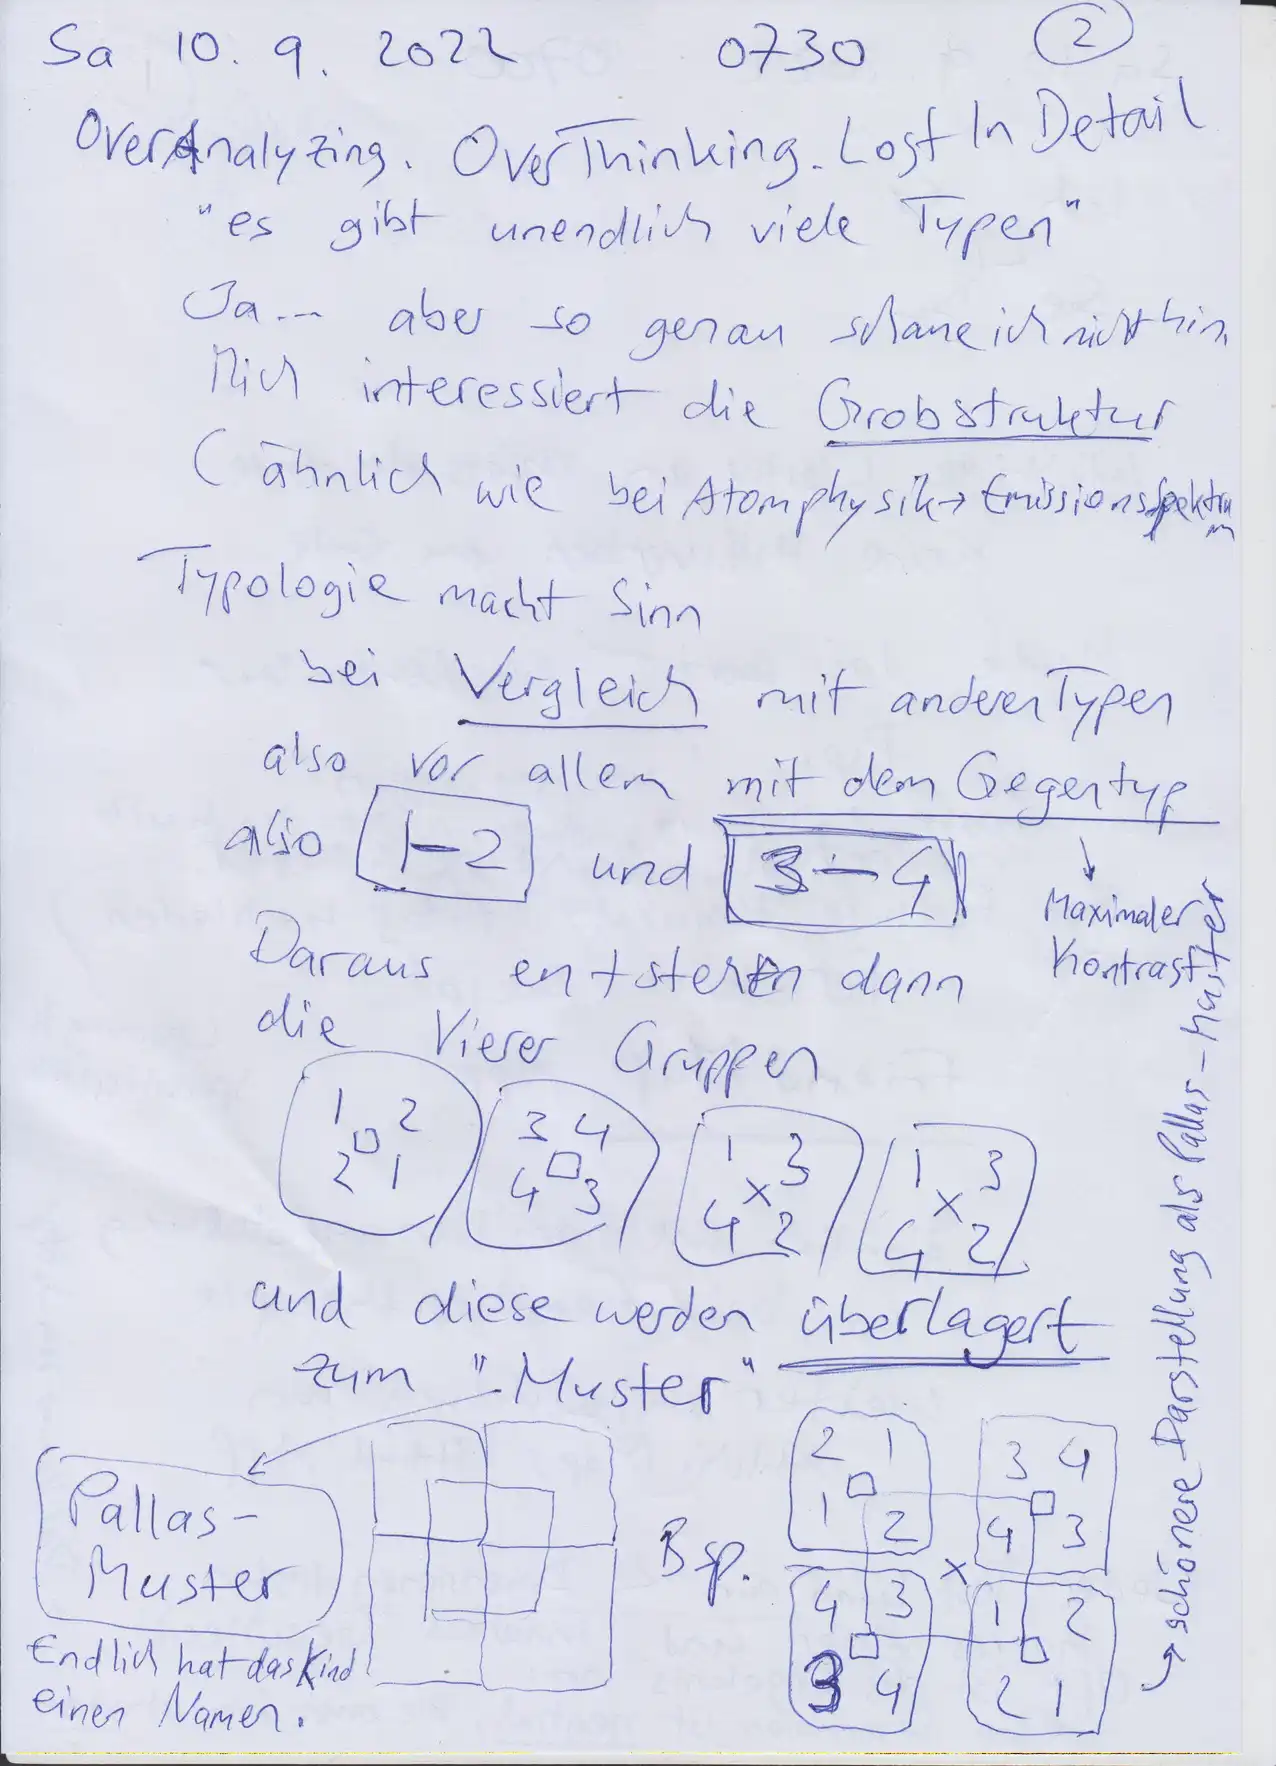 Sa 10. 9. 2022 0730 2
OverAnalyzing. OverThinking. Lost In Detail
"es gibt unendlich viele Typen"
Ja... aber so genau schaue ich nicht hin.
Mich interessiert die Grobstruktur
(ähnlich wie bei Atomphysik → Emissionsspektrum
Typologie macht Sinn
bei Vergleich mit anderen Typen
also vor allem mit dem Gegentyp
also 1-2 und 3-4
Maximaler
Kontrast
Daraus entstehen dann
die Vierer Gruppen
1 2 3 4 1 3 1 3
2 1 4 3 x x
4 2 4 2
und diese werden überlagert
zum "Muster"
Pallas-
Muster
Endlich hat das Kind
einen Namen.
Bsp.
2 1 3 4
1 2 4 3
x
4 3 1 2
3 4 2 1
→ schönere Darstellung als Pallas-Muster